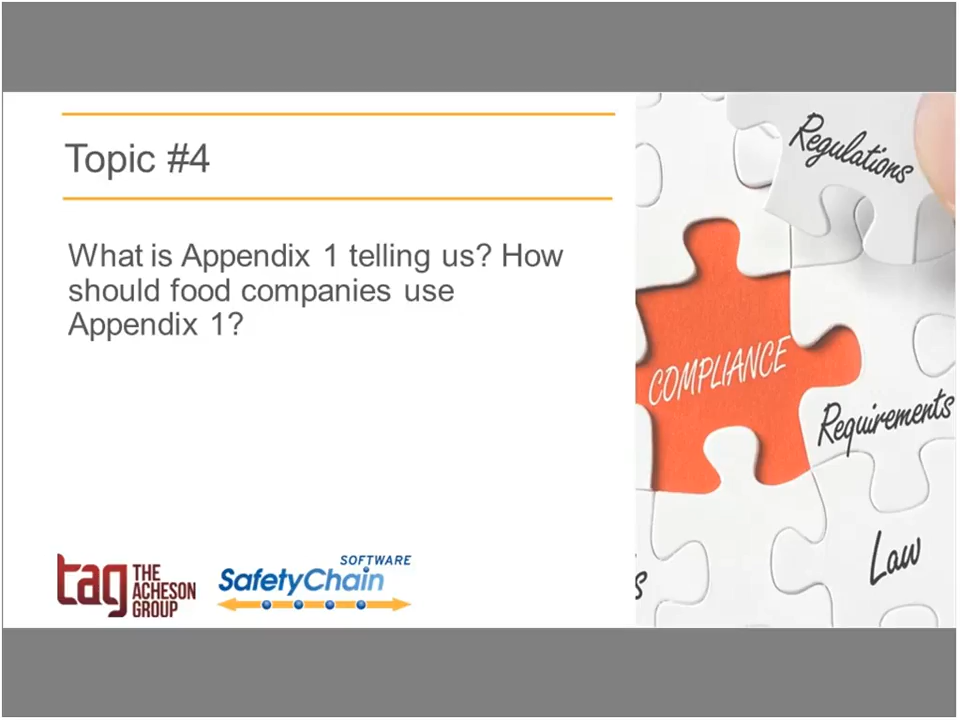 Topic #4
What is Appendix 1 telling us? How
should food companies use
Appendix 1?
Regulations
COMPLIANCE
Requirements
Law
s
tag THE
ACHESON
GROUP
SOFTWARE
SafetyChain